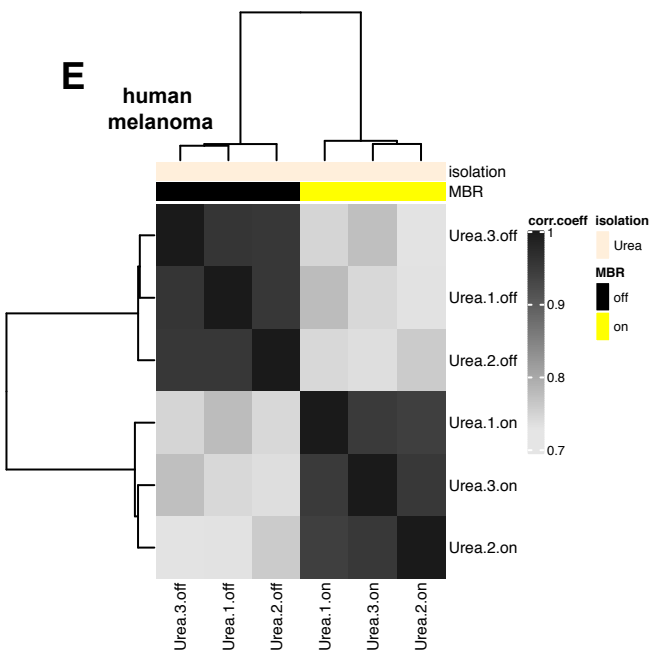 E
human
melanoma
isolation
MBR
Urea.3.off
Urea.1.off
Urea.2.off
Urea.1.on
Urea.3.on
Urea.2.on
Urea.3.off
Urea.1.off
Urea.2.off
Urea.1.on
Urea.3.on
Urea.2.on
corr.coeff
1
0.9
0.8
0.7
isolation
Urea
MBR
off
on